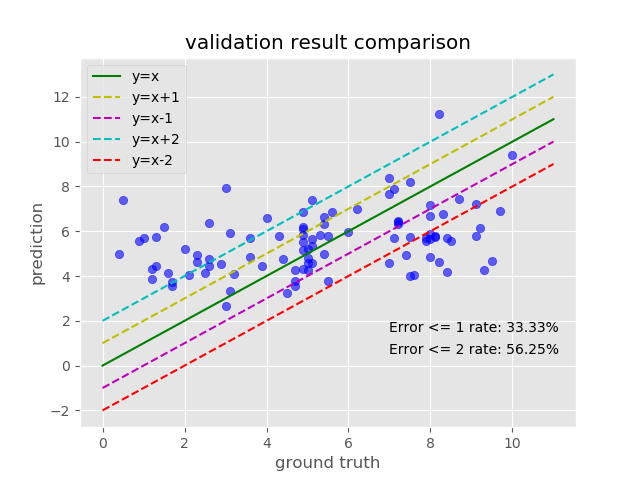 validation result comparison
y=x
y=x+1
y=x-1
y=x+2
y=x-2
12
10
8
6
4
2
0
−2
prediction
Error <= 1 rate: 33.33%
Error <= 2 rate: 56.25%
0 2 4 6 8 10
ground truth